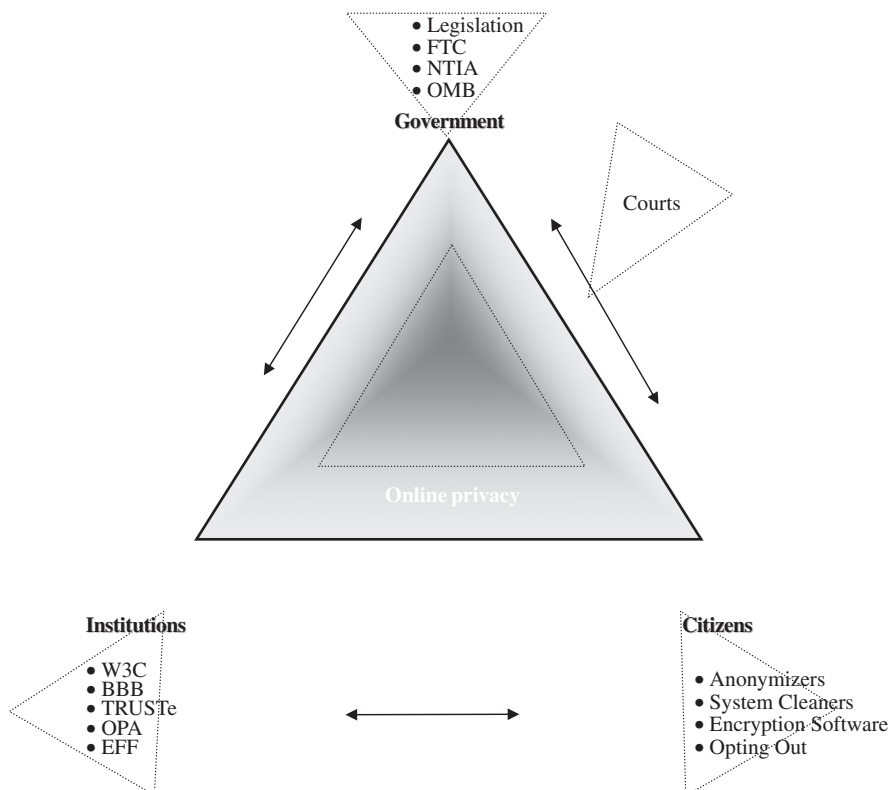 • Legislation
• FTC
• NTIA
• OMB
Government
Courts
Online privacy
Institutions
• W3C
• BBB
• TRUSTe
• OPA
• EFF
Citizens
• Anonymizers
• System Cleaners
• Encryption Software
• Opting Out